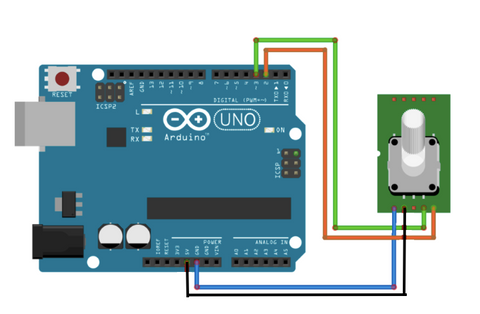 RESET
ICSP2
AREF
GND
13
12
~11
~10
~9
8
7
~6
~5
4
~3
2
TX0▶1
RX0◀0
DIGITAL (PWM=~)
L
TX
RX
UNO
ON
Arduino
ICSP
POWER
ANALOG IN
IOREF
RESET
3V3
5V
GND
GND
VIN
A0
A1
A2
A3
A4
A5